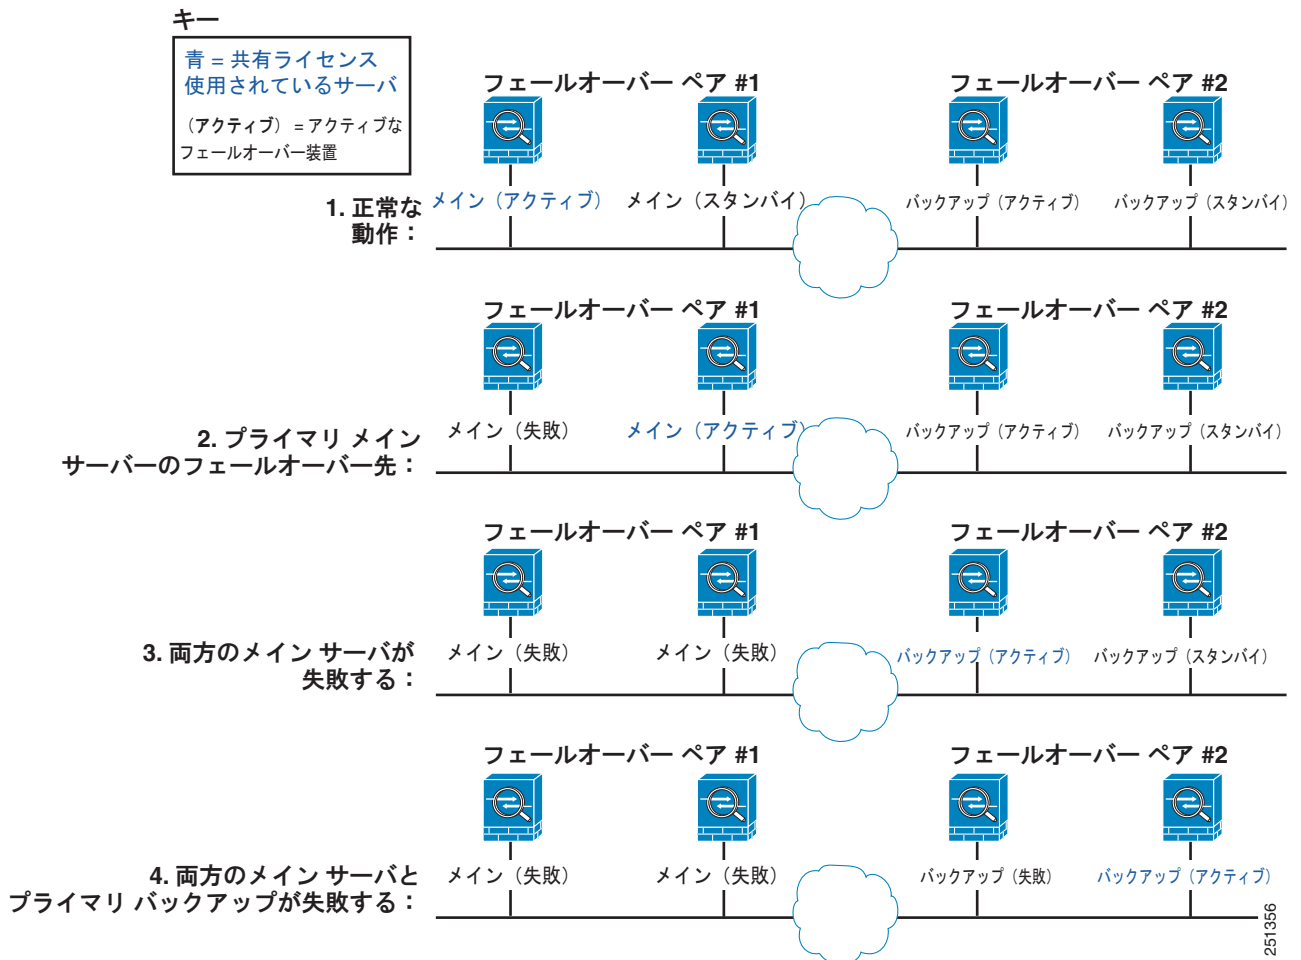 キー
青 = 共有ライセンス
使用されているサーバ
（アクティブ）= アクティブな
フェールオーバー装置
フェールオーバー ペア #1
フェールオーバー ペア #2
1. 正常な
動作：
メイン（アクティブ）
メイン（スタンバイ）
バックアップ（アクティブ）
バックアップ（スタンバイ）
フェールオーバー ペア #1
フェールオーバー ペア #2
2. プライマリ メイン
サーバーのフェールオーバー先：
メイン（失敗）
メイン（アクティブ）
バックアップ（アクティブ）
バックアップ（スタンバイ）
フェールオーバー ペア #1
フェールオーバー ペア #2
3. 両方のメイン サーバが
失敗する：
メイン（失敗）
メイン（失敗）
バックアップ（アクティブ）
バックアップ（スタンバイ）
フェールオーバー ペア #1
フェールオーバー ペア #2
4. 両方のメイン サーバと
プライマリ バックアップが失敗する：
メイン（失敗）
メイン（失敗）
バックアップ（失敗）
バックアップ（アクティブ）
251356